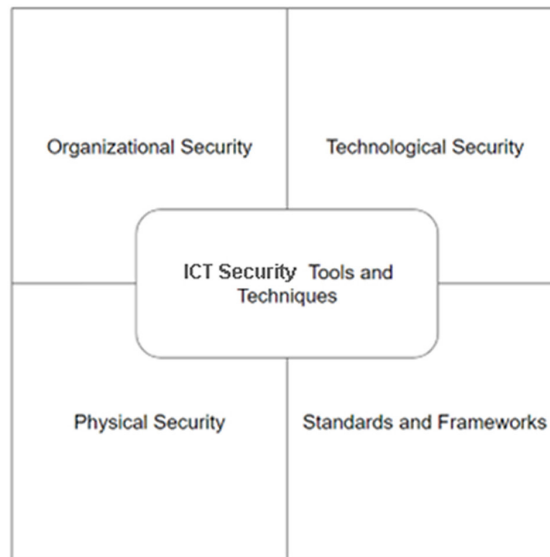 Organizational Security
Technological Security
ICT Security Tools and
Techniques
Physical Security
Standards and Frameworks